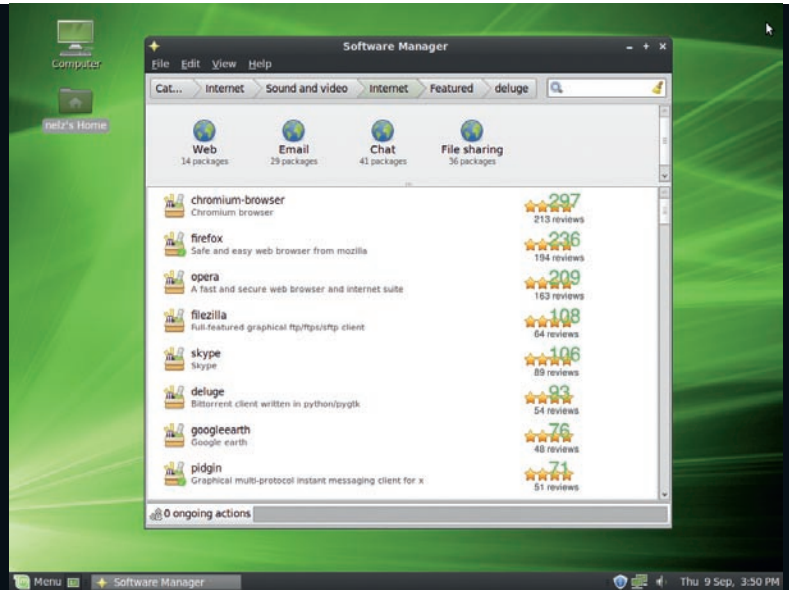 Computer
nelz's Home
Software Manager
File Edit View Help
Cat... Internet Sound and video Internet Featured deluge
Web Email Chat File sharing
14 packages 29 packages 41 packages 36 packages
chromium-browser 297
Chromium browser 213 reviews
firefox 236
Safe and easy web browser from mozilla 194 reviews
opera 209
A fast and secure web browser and internet suite 163 reviews
filezilla 108
Full-featured graphical ftp/ftps/sftp client 64 reviews
skype 106
Skype 89 reviews
deluge 93
Bittorrent client written in python/pygtk 54 reviews
googleearth 76
Google earth 48 reviews
pidgin 71
Graphical multi-protocol instant messaging client for x 51 reviews
0 ongoing actions
Menu Software Manager Thu 9 Sep, 3:50 PM